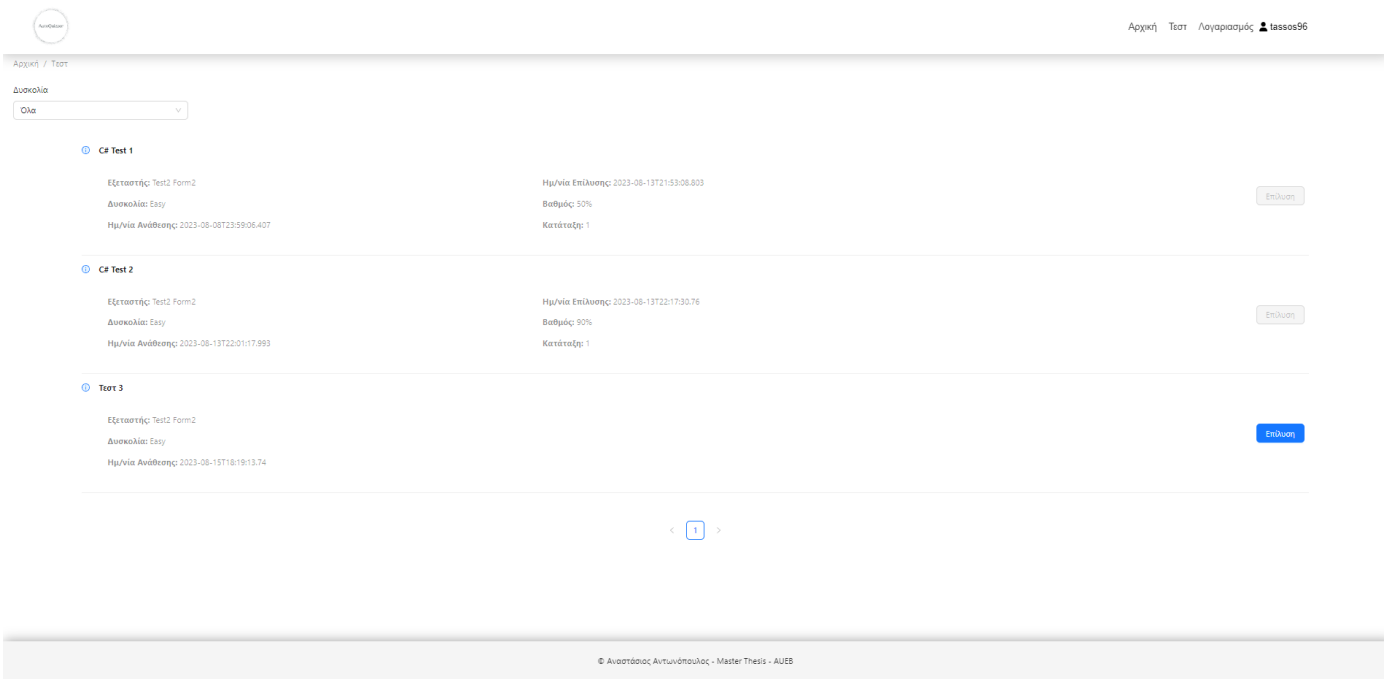 Αρχική Τεστ Λογαριασμός tassos96
Αρχική / Τεστ
Δυσκολία
Όλα
C# Test 1
Εξεταστής: Test2 Form2
Ημ/νία Επίλυσης: 2023-08-13T21:53:08.803
Δυσκολία: Easy
Βαθμός: 50%
Ημ/νία Ανάθεσης: 2023-08-08T23:59:06.407
Κατάταξη: 1
Επίλυση
C# Test 2
Εξεταστής: Test2 Form2
Ημ/νία Επίλυσης: 2023-08-13T22:17:30.76
Δυσκολία: Easy
Βαθμός: 90%
Ημ/νία Ανάθεσης: 2023-08-13T22:01:17.993
Κατάταξη: 1
Επίλυση
Τεστ 3
Εξεταστής: Test2 Form2
Δυσκολία: Easy
Ημ/νία Ανάθεσης: 2023-08-15T18:19:13.74
Επίλυση
< 1 >
© Αναστάσιος Αντωνόπουλος - Master Thesis - AUEB